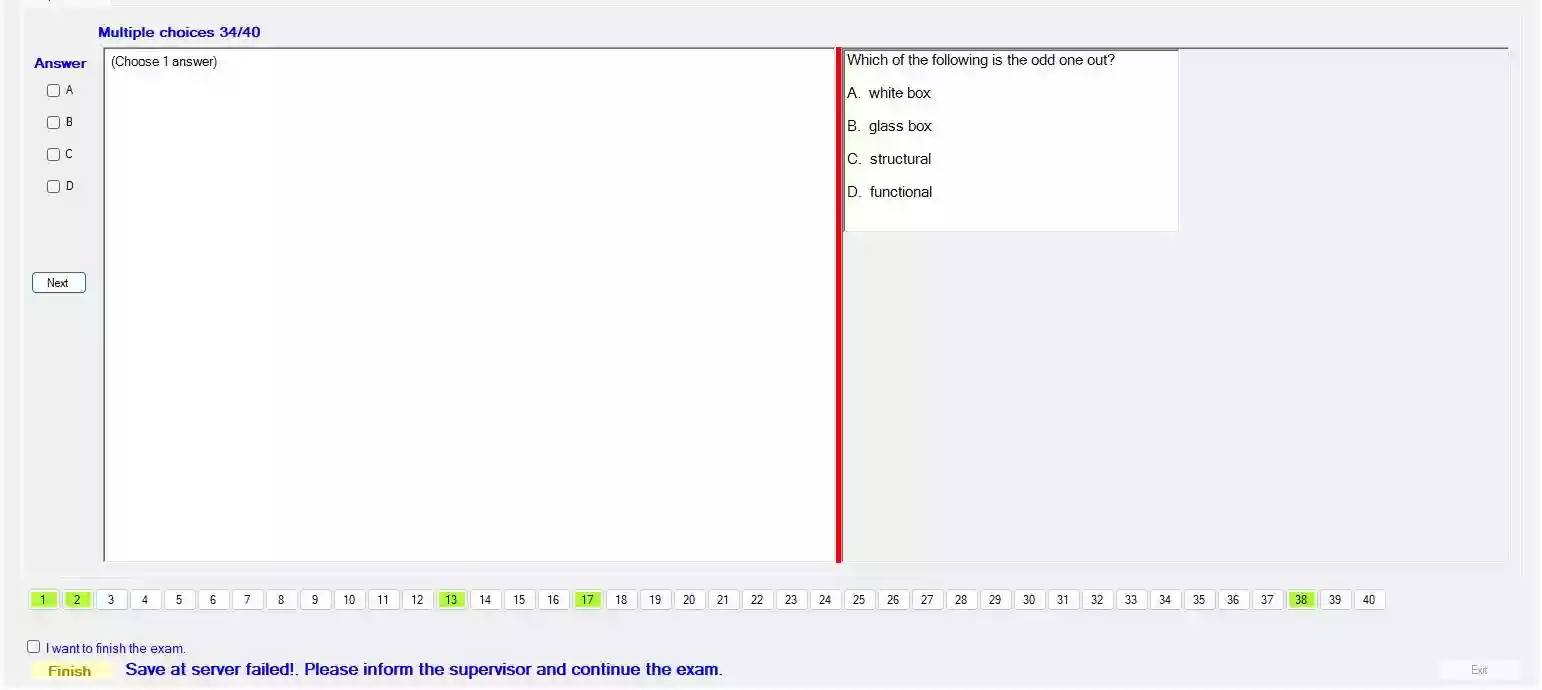 Multiple choices 34/40
Answer
A
B
C
D
Next
(Choose 1 answer)
Which of the following is the odd one out?
A. white box
B. glass box
C. structural
D. functional
1 2 3 4 5 6 7 8 9 10 11 12 13 14 15 16 17 18 19 20 21 22 23 24 25 26 27 28 29 30 31 32 33 34 35 36 37 38 39 40
I want to finish the exam.
Finish Save at server failed!. Please inform the supervisor and continue the exam. Exit